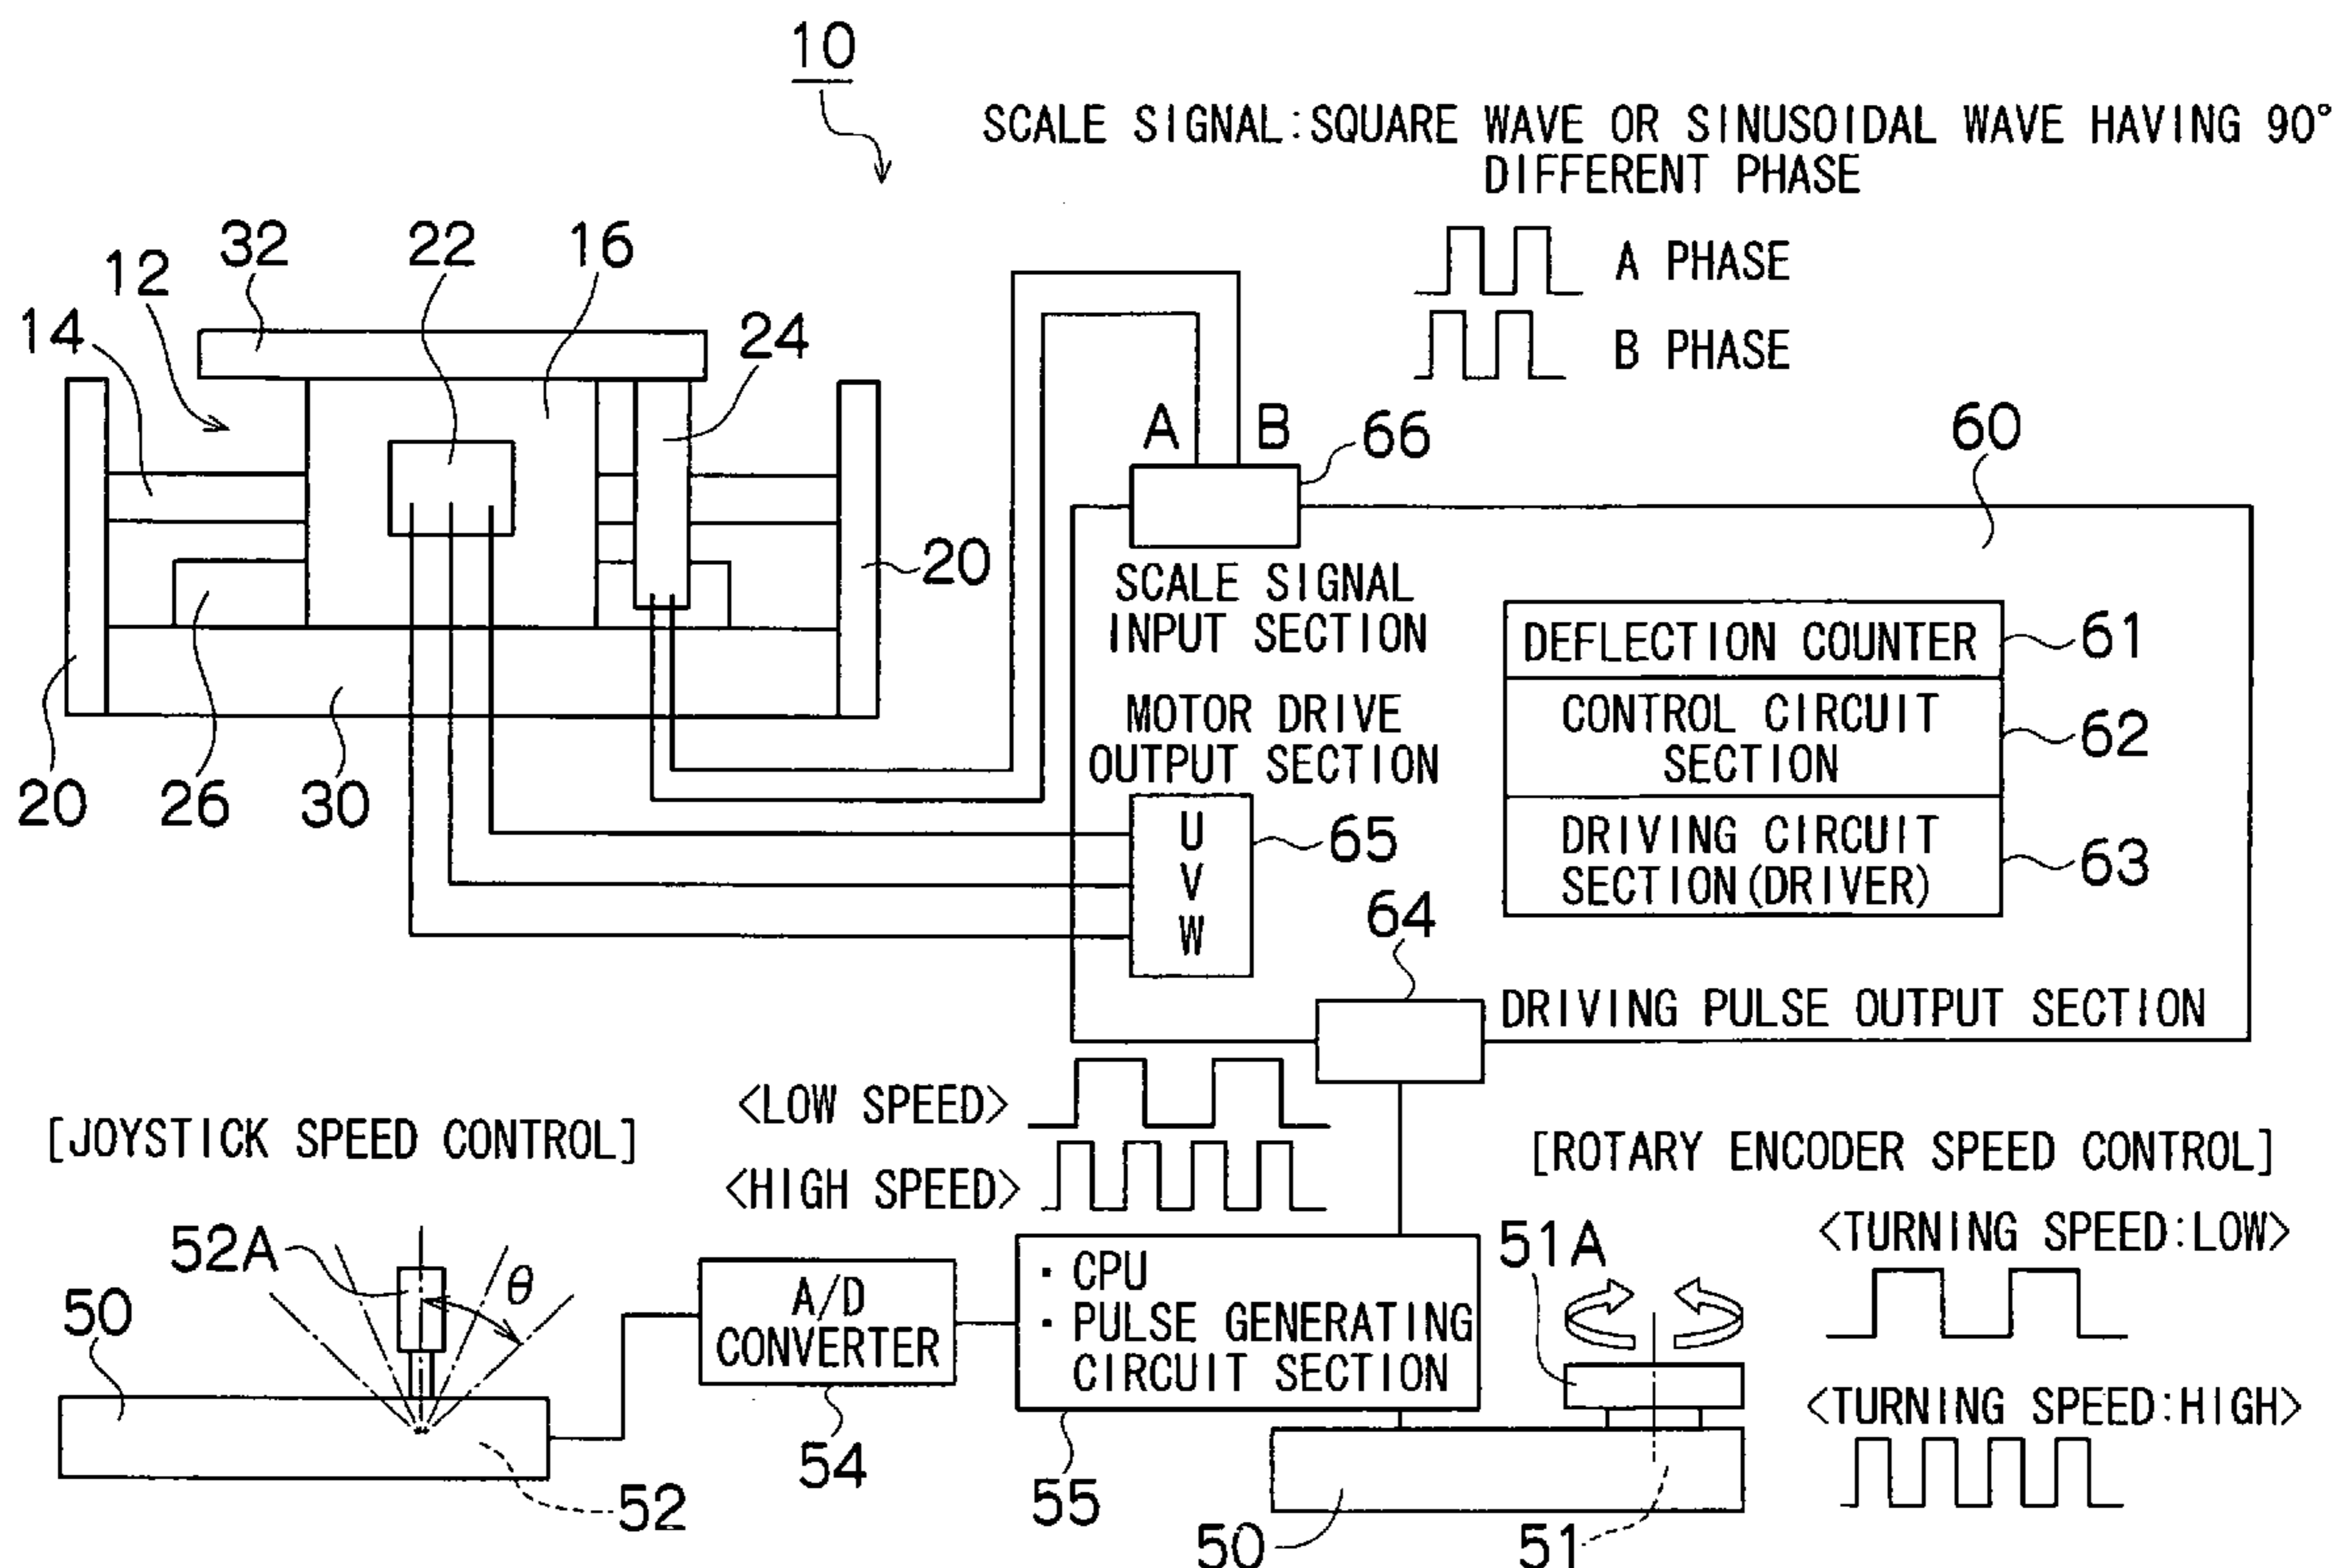 10
SCALE SIGNAL:SQUARE WAVE OR SINUSOIDAL WAVE HAVING 90°
DIFFERENT PHASE
A PHASE
B PHASE
12
32
22
16
14
24
20
20
26
30
A
B
66
60
SCALE SIGNAL
INPUT SECTION
MOTOR DRIVE
OUTPUT SECTION
U
V
W
65
DEFLECTION COUNTER
61
CONTROL CIRCUIT
SECTION
62
DRIVING CIRCUIT
SECTION(DRIVER)
63
64
DRIVING PULSE OUTPUT SECTION
<LOW SPEED>
<HIGH SPEED>
[JOYSTICK SPEED CONTROL]
52A
θ
50
52
A/D
CONVERTER
54
・CPU
・PULSE GENERATING
CIRCUIT SECTION
55
[ROTARY ENCODER SPEED CONTROL]
51A
<TURNING SPEED:LOW>
<TURNING SPEED:HIGH>
50
51